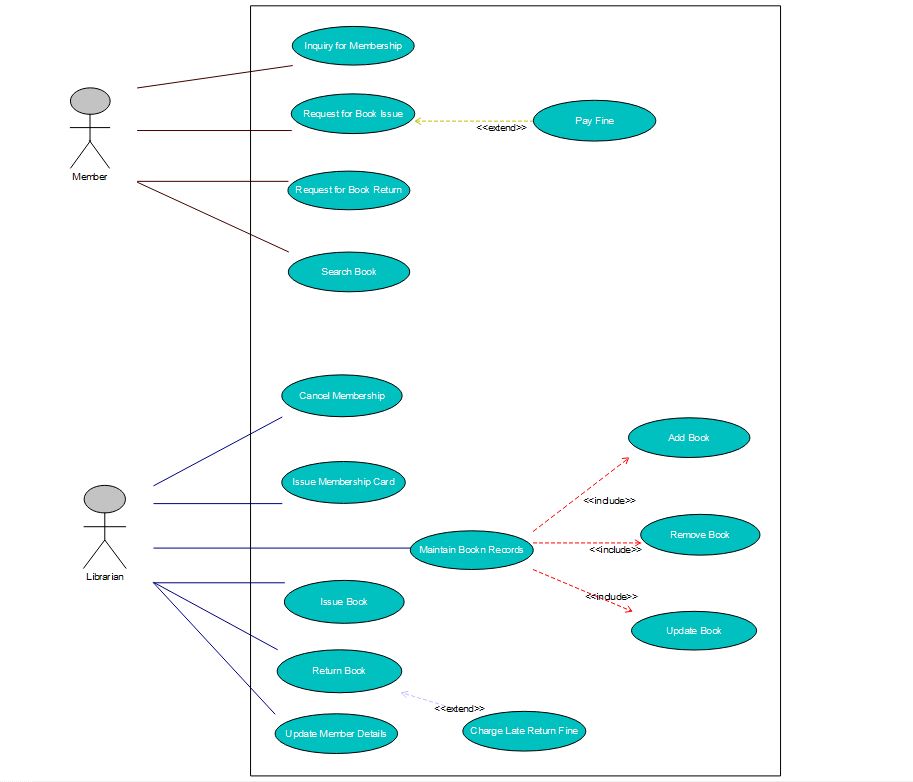 Inquiry for Membership
Request for Book Issue
<<extend>>
Pay Fine
Member
Request for Book Return
Search Book
Cancel Membership
Add Book
Issue Membership Card
<<include>>
Remove Book
Maintain Bookn Records
<<include>>
Librarian
Issue Book
<<include>>
Update Book
Return Book
<<extend>>
Update Member Details
Charge Late Return Fine